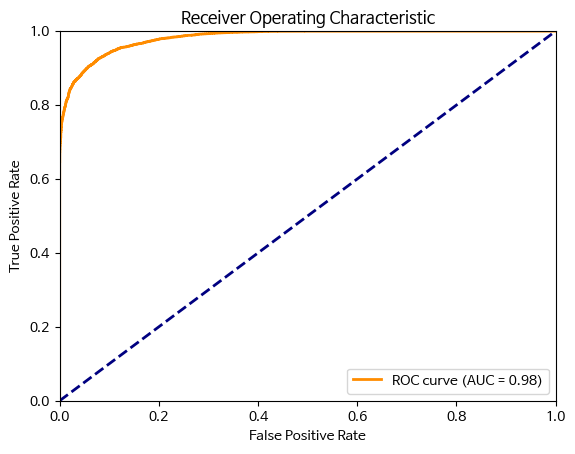 Receiver Operating Characteristic
True Positive Rate
1.0
0.8
0.6
0.4
0.2
0.0
ROC curve (AUC = 0.98)
0.0 0.2 0.4 0.6 0.8 1.0
False Positive Rate